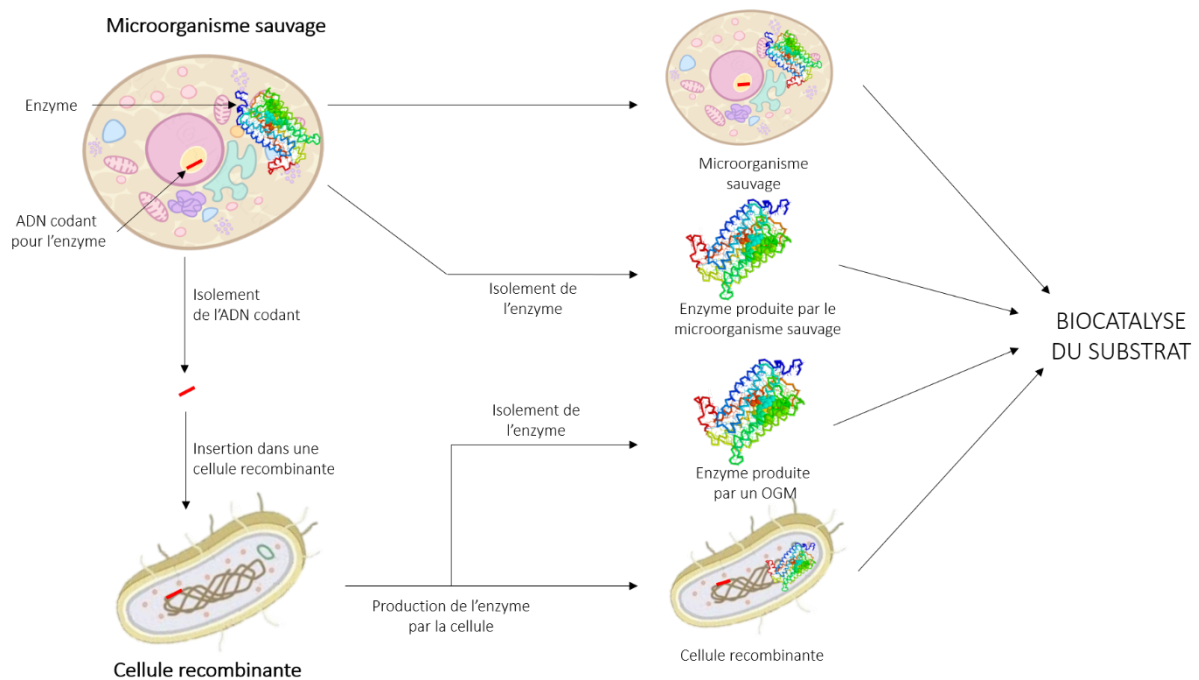 Microorganisme sauvage
Enzyme
ADN codant
pour l'enzyme
Microorganisme
sauvage
Isolement
de l'ADN codant
Isolement de
l'enzyme
Enzyme produite par le
microorganisme sauvage
BIOCATALYSE
DU SUBSTRAT
Insertion dans une
cellule recombinante
Isolement de
l'enzyme
Enzyme produite
par un OGM
Production de l'enzyme
par la cellule
Cellule recombinante
Cellule recombinante